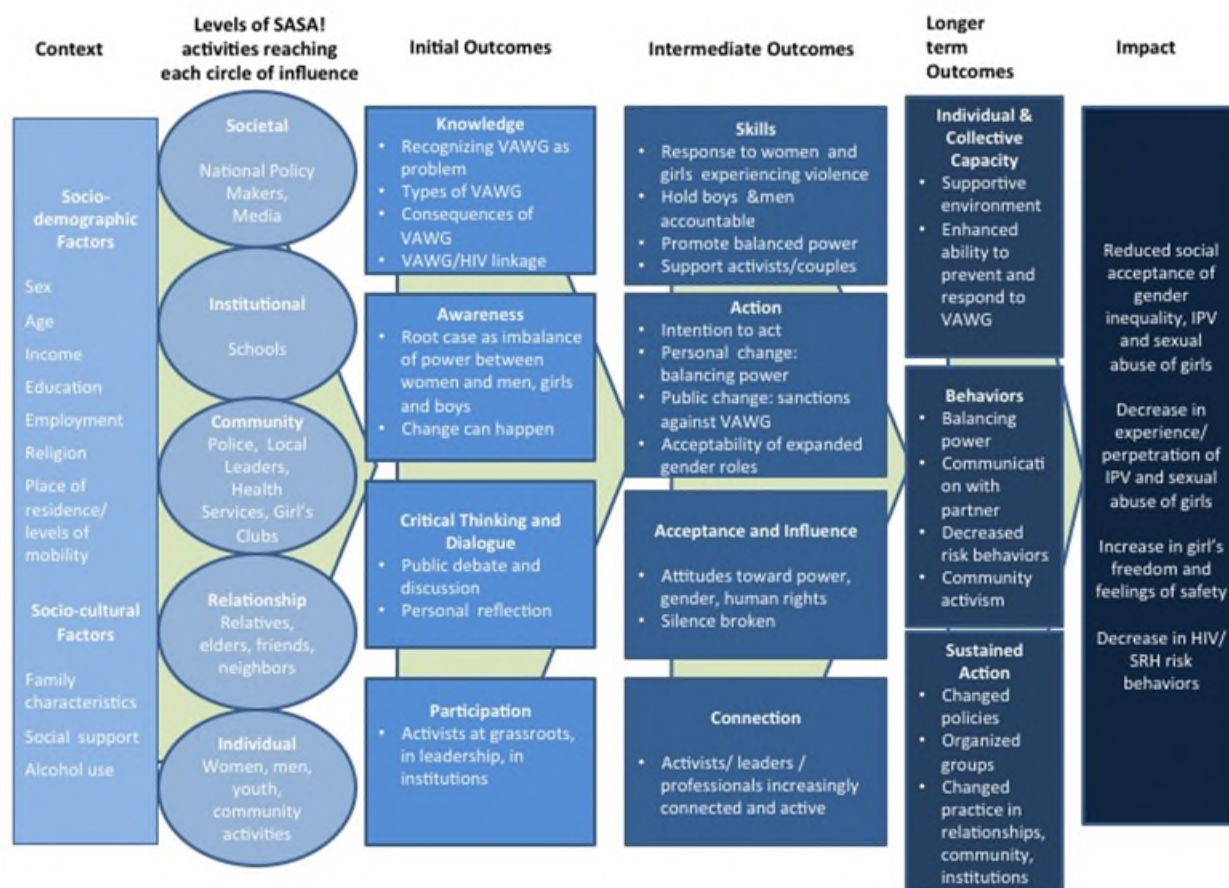 Context
Levels of SASA!
activities reaching
each circle of influence
Initial Outcomes
Intermediate Outcomes
Longer
term
Outcomes
Impact
Socio-
demographic
Factors
Sex
Age
Income
Education
Employment
Religion
Place of
residence/
levels of
mobility
Socio-cultural
Factors
Family
characteristics
Social support
Alcohol use
Societal
National Policy
Makers,
Media
Institutional
Schools
Community
Police, Local
Leaders,
Health
Services, Girl's
Clubs
Relationship
Relatives,
elders, friends,
neighbors
Individual
Women, men,
youth,
community
activities
Knowledge
• Recognizing VAWG as
problem
• Types of VAWG
• Consequences of
VAWG
• VAWG/HIV linkage
Awareness
• Root case as imbalance
of power between
women and men, girls
and boys
• Change can happen
Critical Thinking and
Dialogue
• Public debate and
discussion
• Personal reflection
Participation
• Activists at grassroots,
in leadership, in
institutions
Skills
• Response to women and
girls experiencing violence
• Hold boys &men
accountable
• Promote balanced power
• Support activists/couples
Action
• Intention to act
• Personal change:
balancing power
• Public change: sanctions
against VAWG
• Acceptability of expanded
gender roles
Acceptance and Influence
• Attitudes toward power,
gender, human rights
• Silence broken
Connection
• Activists/ leaders /
professionals increasingly
connected and active
Individual &
Collective
Capacity
• Supportive
environment
• Enhanced
ability to
prevent and
respond to
VAWG
Behaviors
• Balancing
power
• Communicati
on with
partner
• Decreased
risk behaviors
• Community
activism
Sustained
Action
• Changed
policies
• Organized
groups
• Changed
practice in
relationships,
community,
institutions
Reduced social
acceptance of
gender
inequality, IPV
and sexual
abuse of girls
Decrease in
experience/
perpetration of
IPV and sexual
abuse of girls
Increase in girl's
freedom and
feelings of safety
Decrease in HIV/
SRH risk
behaviors